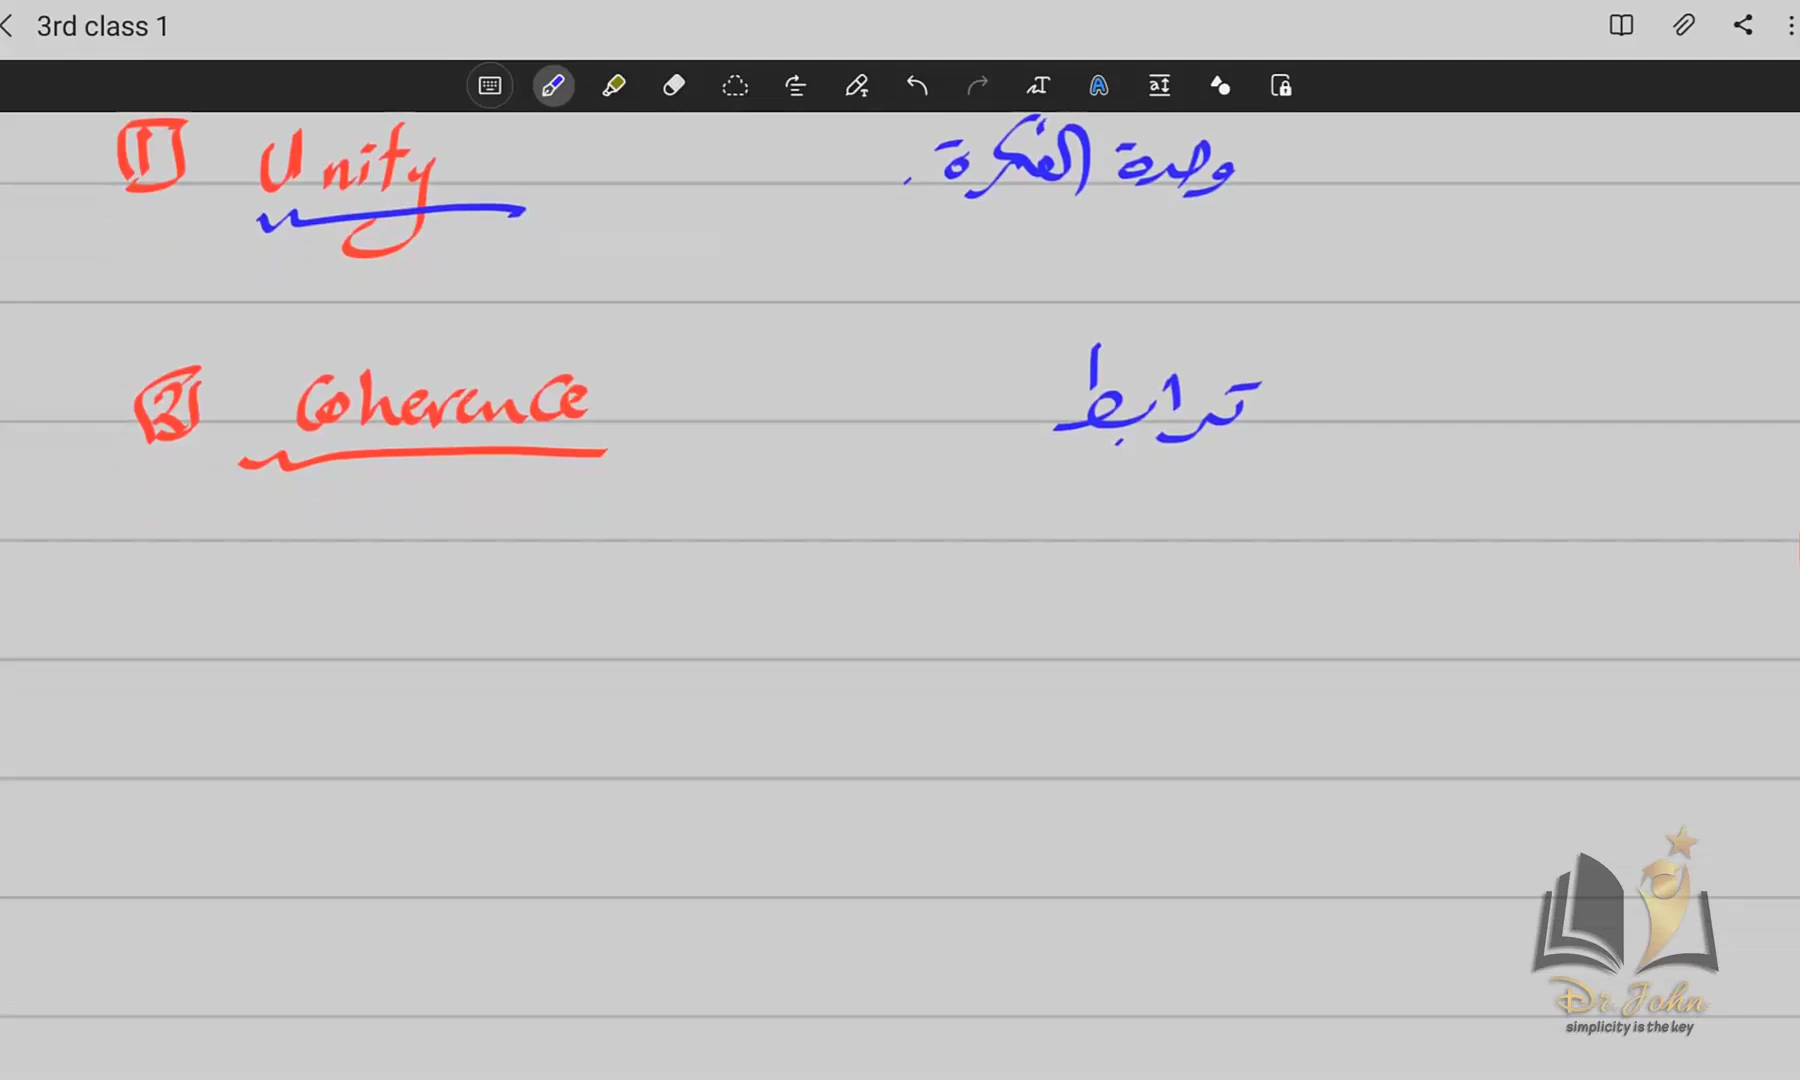 3rd class 1
1 Unity وحدة الفكرة.
2 Coherence ترابط
Dr. John
simplicity is the key